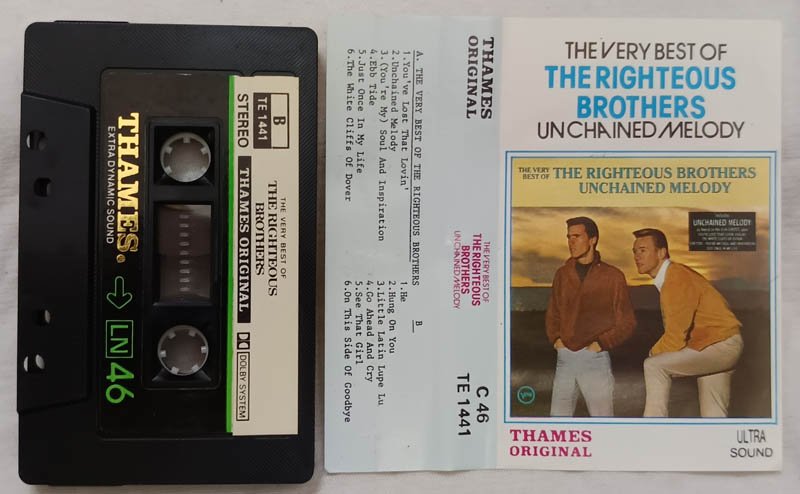 THAMES.
EXTRA DYNAMIC SOUND
LN 46
B
TE 1441
STEREO
THE VERY BEST OF
THE RIGHTEOUS
BROTHERS
THAMES ORIGINAL
DOLBY SYSTEM
A. THE VERY BEST OF THE RIGHTEOUS BROTHERS
1.You've Lost That Lovin'
2.Unchained Melody
3.(You're My) Soul And Inspiration
4.Ebb Tide
5.Just Once In My Life
6.The White Cliffs Of Dover
B
1.He
2.Hung On You
3.Little Latin Lupe Lu
4.Go Ahead And Cry
5.See That Girl
6.On This Side Of Goodbye
THAMES
ORIGINAL
THE VERY BEST OF
THE RIGHTEOUS
BROTHERS
UNCHAINED MELODY
C 46
TE 1441
THE VERY BEST OF
THE RIGHTEOUS
BROTHERS
UNCHAINED MELODY
THE VERY
BEST OF THE RIGHTEOUS BROTHERS
UNCHAINED MELODY
UNCHAINED MELODY
Verve
THAMES
ORIGINAL
ULTRA
SOUND